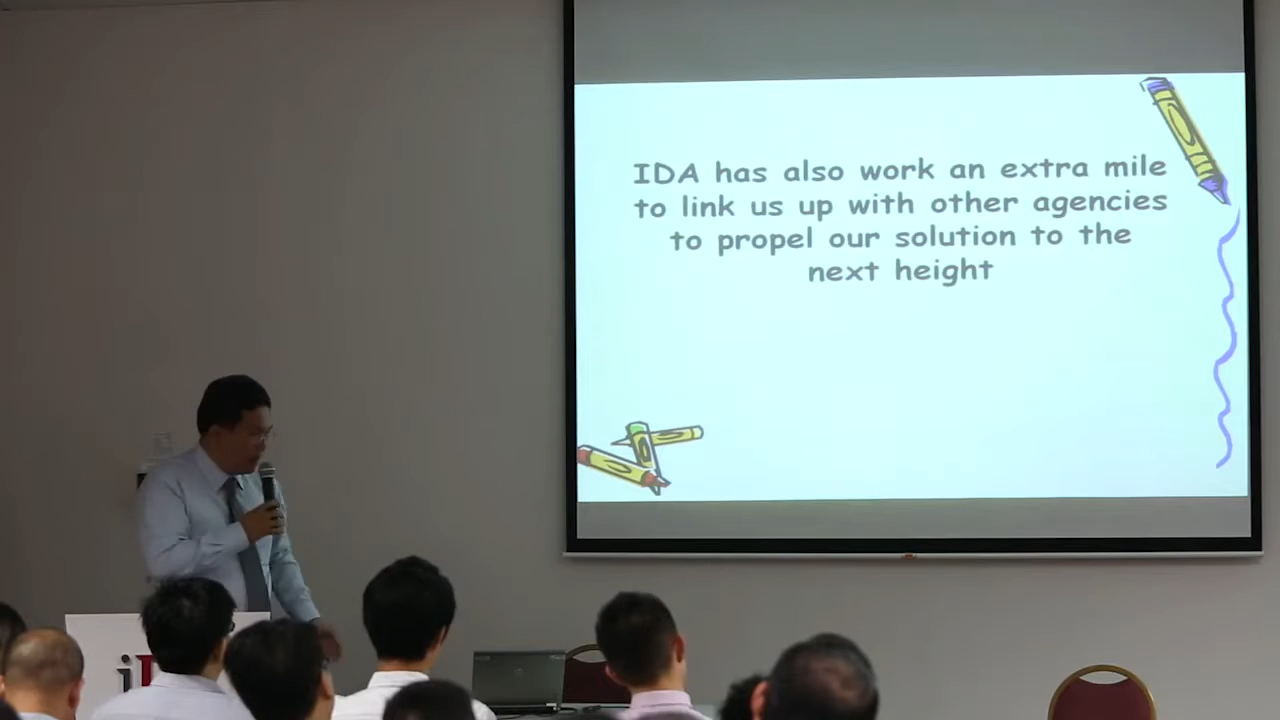 IDA has also work an extra mile
to link us up with other agencies
to propel our solution to the
next height